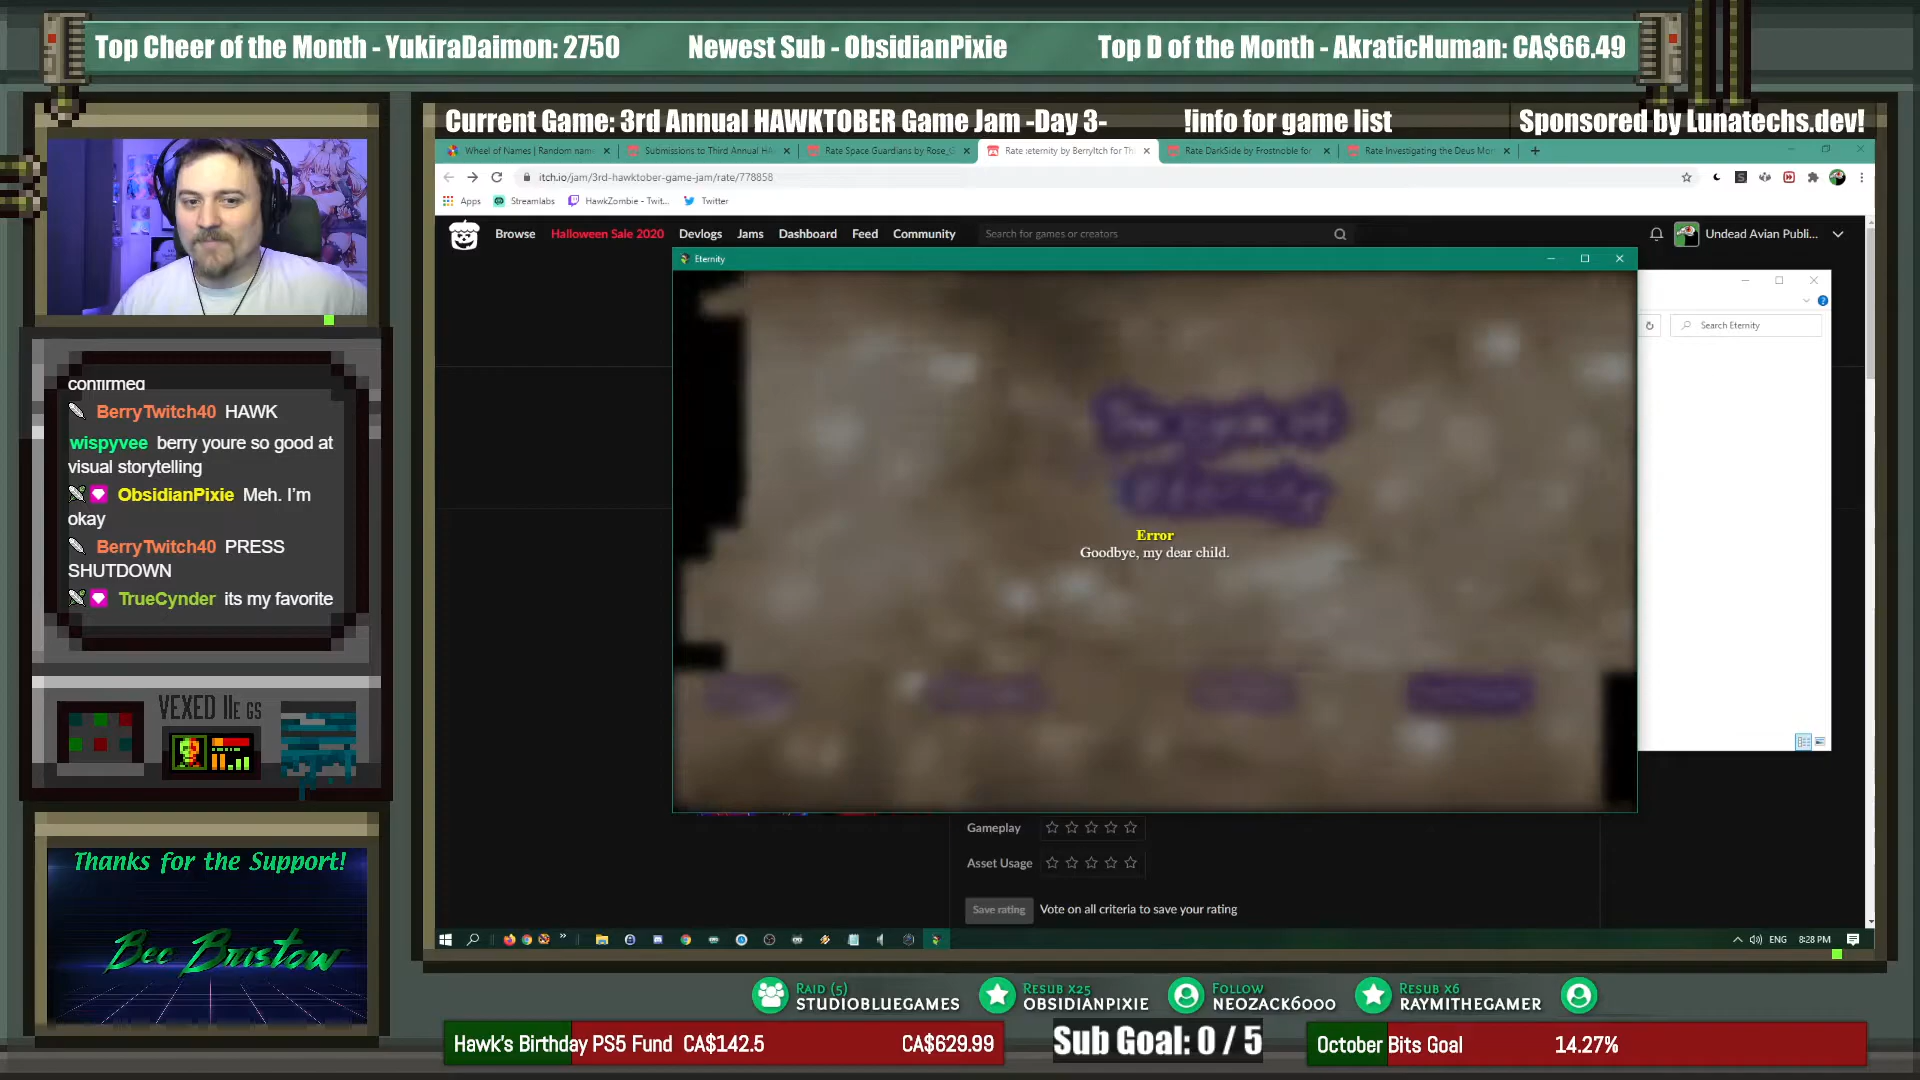 Top Cheer of the Month - YukiraDaimon: 2750
Newest Sub - ObsidianPixie
Top D of the Month - AkraticHuman: CA$66.49
Current Game: 3rd Annual HAWKTOBER Game Jam -Day 3-
!info for game list
Sponsored by Lunatechs.dev!
Wheel of Names | Random nam
Submissions to Third Annual HA
Rate Space Guardians by Rose_G
Rate :eternity by BerryItch for Th
Rate DarkSide by Frostnoble for
Rate Investigating the Deus Mor
itch.io/jam/3rd-hawktober-game-jam/rate/778858
Apps
Streamlabs
HawkZombie - Twit...
Twitter
Browse
Halloween Sale 2020
Devlogs
Jams
Dashboard
Feed
Community
Search for games or creators
Undead Avian Publi...
Eternity
Search Eternity
confirmed
BerryTwitch40 HAWK
wispyvee berry youre so good at
visual storytelling
ObsidianPixie Meh. I'm
okay
BerryTwitch40 PRESS
SHUTDOWN
TrueCynder its my favorite
Error
Goodbye, my dear child.
VEXED IIE GS
Gameplay
Asset Usage
Save rating
Vote on all criteria to save your rating
Thanks for the Support!
Bec Bristow
ENG
8:28 PM
RAID (5)
STUDIOBLUEGAMES
RESUB X25
OBSIDIANPIXIE
FOLLOW
NEOZACK6000
RESUB X6
RAYMITHEGAMER
Hawk's Birthday PS5 Fund
CA$142.5
CA$629.99
Sub Goal: 0 / 5
October Bits Goal
14.27%